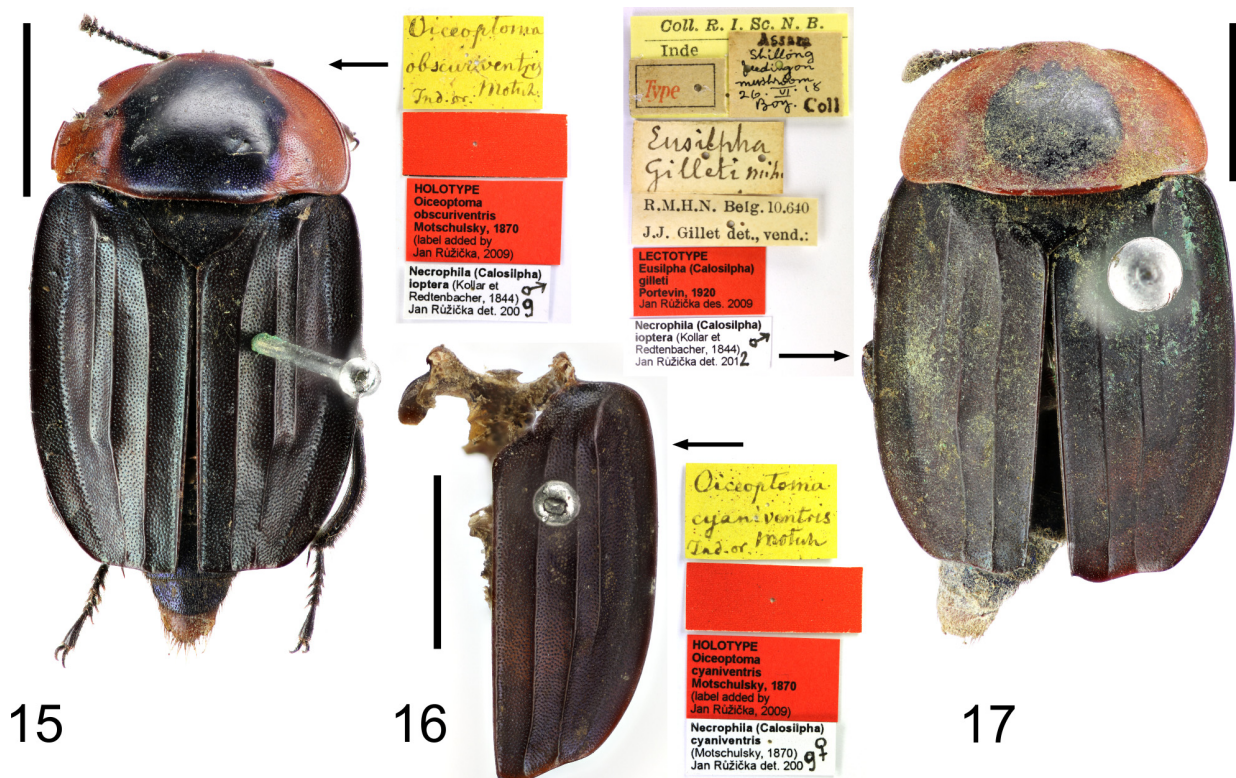 15
Oiceoptoma
obscuriventris
Ind. or. Motsch.
HOLOTYPE
Oiceoptoma
obscuriventris
Motschulsky, 1870
(label added by
Jan Růžička, 2009)
Necrophila (Calosilpha)
ioptera (Kollar et
Redtenbacher, 1844) ♂
Jan Růžička det. 2009
Coll. R. I. Sc. N. B.
Inde
Type
Assam
Shillong
feeding on
mushroom
26. VI. 18
Boy. Coll
Eusilpha
Gilleti mihi
R.M.H.N. Belg. 10.640
J.J. Gillet det., vend.:
LECTOTYPE
Eusilpha (Calosilpha)
gilleti
Portevin, 1920
Jan Růžička des. 2009
Necrophila (Calosilpha)
ioptera (Kollar et
Redtenbacher, 1844) ♂
Jan Růžička det. 2012
Oiceoptoma
cyaniventris
Ind. or. Motsch
HOLOTYPE
Oiceoptoma
cyaniventris
Motschulsky, 1870
(label added by
Jan Růžička, 2009)
Necrophila (Calosilpha)
cyaniventris
(Motschulsky, 1870) ♀
Jan Růžička det. 2009
16
17